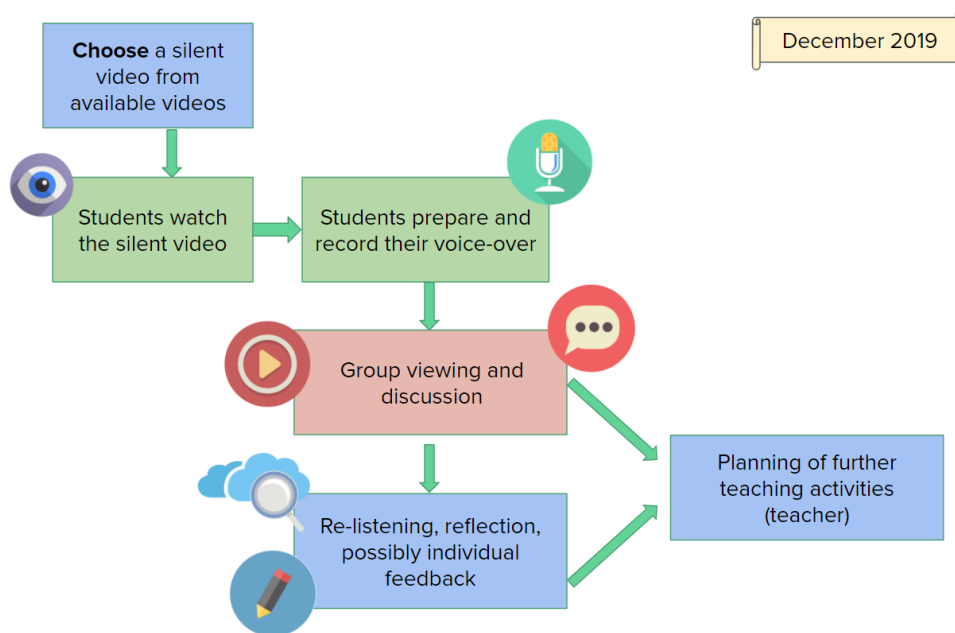 Choose a silent
video from
available videos
December 2019
Students watch
the silent video
Students prepare and
record their voice-over
Group viewing and
discussion
Planning of further
teaching activities
(teacher)
Re-listening, reflection,
possibly individual
feedback